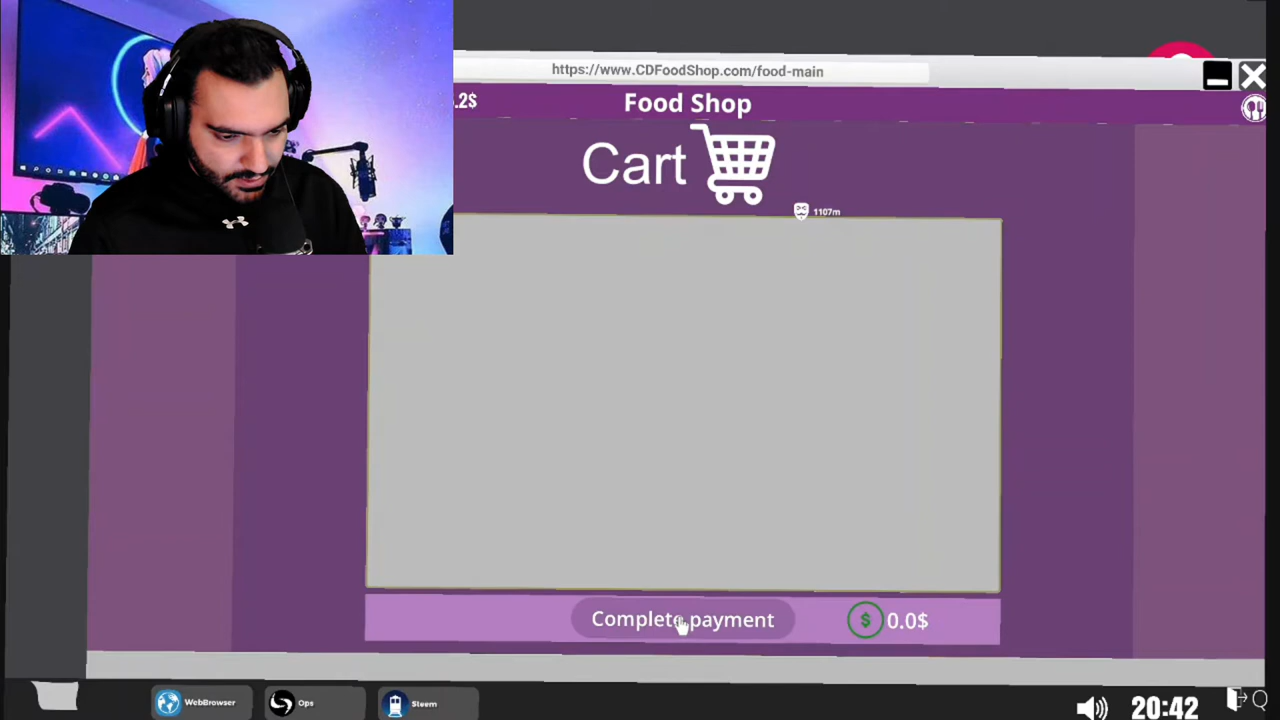 https://www.CDFoodShop.com/food-main
.2$
Food Shop
Cart
1107m
Complete payment
$ 0.0$
WebBrowser
Ops
Steem
20:42
Q